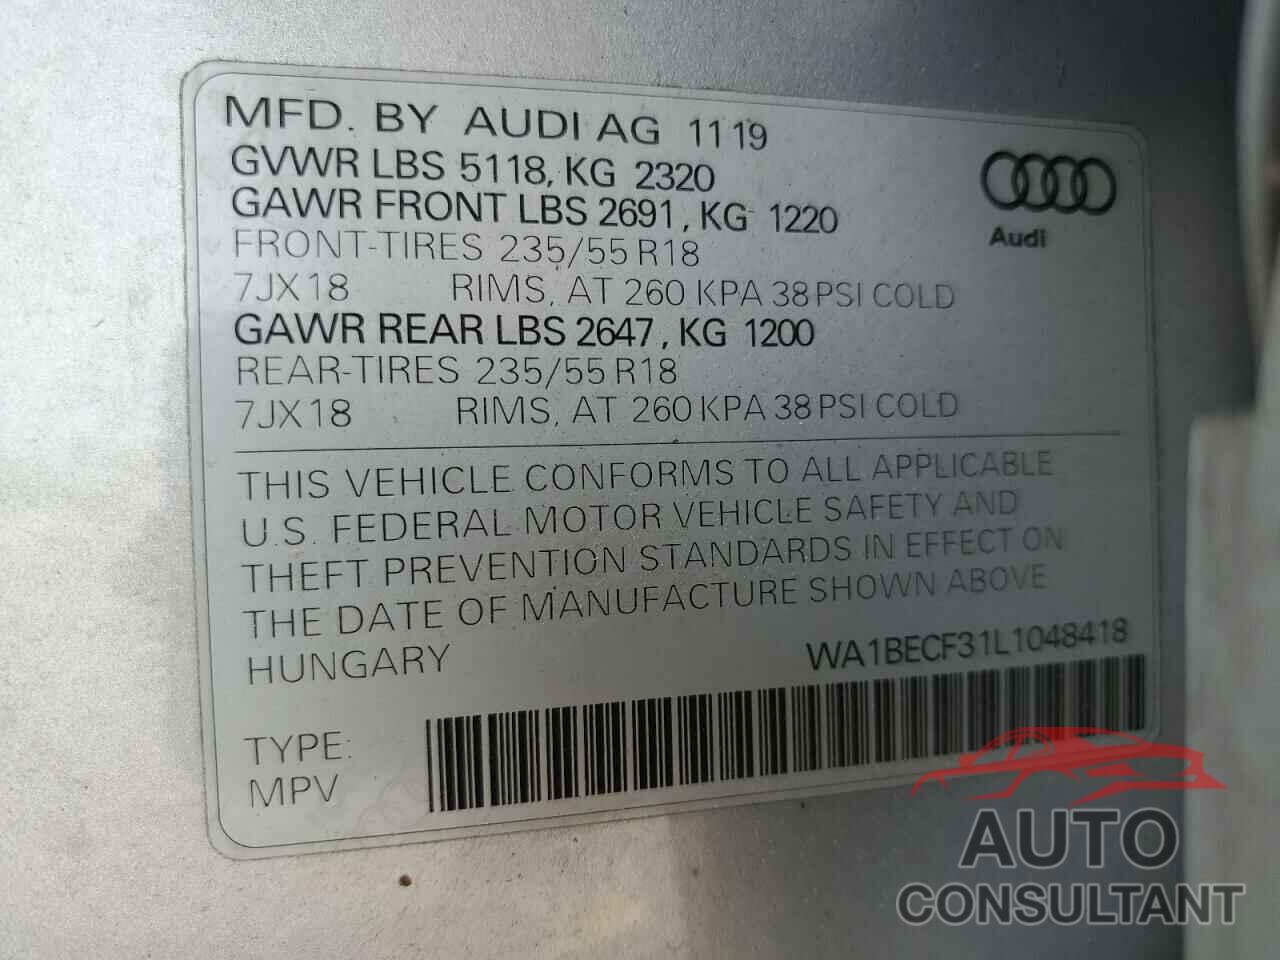 MFD. BY AUDI AG 1119
GVWR LBS 5118, KG 2320
GAWR FRONT LBS 2691, KG 1220
FRONT-TIRES 235/55 R18
7JX18 RIMS, AT 260 KPA 38 PSI COLD
GAWR REAR LBS 2647, KG 1200
REAR-TIRES 235/55 R18
7JX18 RIMS, AT 260 KPA 38 PSI COLD
Audi
THIS VEHICLE CONFORMS TO ALL APPLICABLE
U.S. FEDERAL MOTOR VEHICLE SAFETY AND
THEFT PREVENTION STANDARDS IN EFFECT ON
THE DATE OF MANUFACTURE SHOWN ABOVE
HUNGARY
WA1BECF31L1048418
TYPE:
MPV
AUTO
CONSULTANT